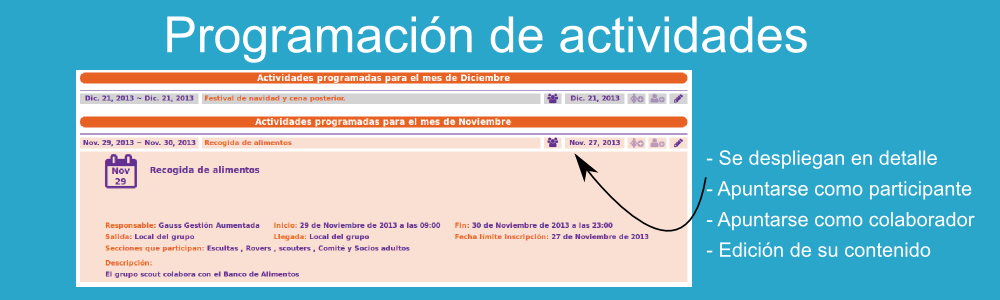 Programación de actividades
Actividades programadas para el mes de Diciembre
Dic. 21, 2013 ~ Dic. 21, 2013 Festival de navidad y cena posterior. Dic. 21, 2013
Actividades programadas para el mes de Noviembre
Nov. 29, 2013 ~ Nov. 30, 2013 Recogida de alimentos Nov. 27, 2013
Nov
29
Recogida de alimentos
Responsable: Gauss Gestión Aumentada Inicio: 29 de Noviembre de 2013 a las 09:00 Fin: 30 de Noviembre de 2013 a las 23:00
Salida: Local del grupo Llegada: Local del grupo Fecha límite inscripción: 27 de Noviembre de 2013
Secciones que participan: Escultas , Rovers , scouters , Comité y Socios adultos
Descripción:
El grupo scout colabora con el Banco de Alimentos
- Se despliegan en detalle
- Apuntarse como participante
- Apuntarse como colaborador
- Edición de su contenido